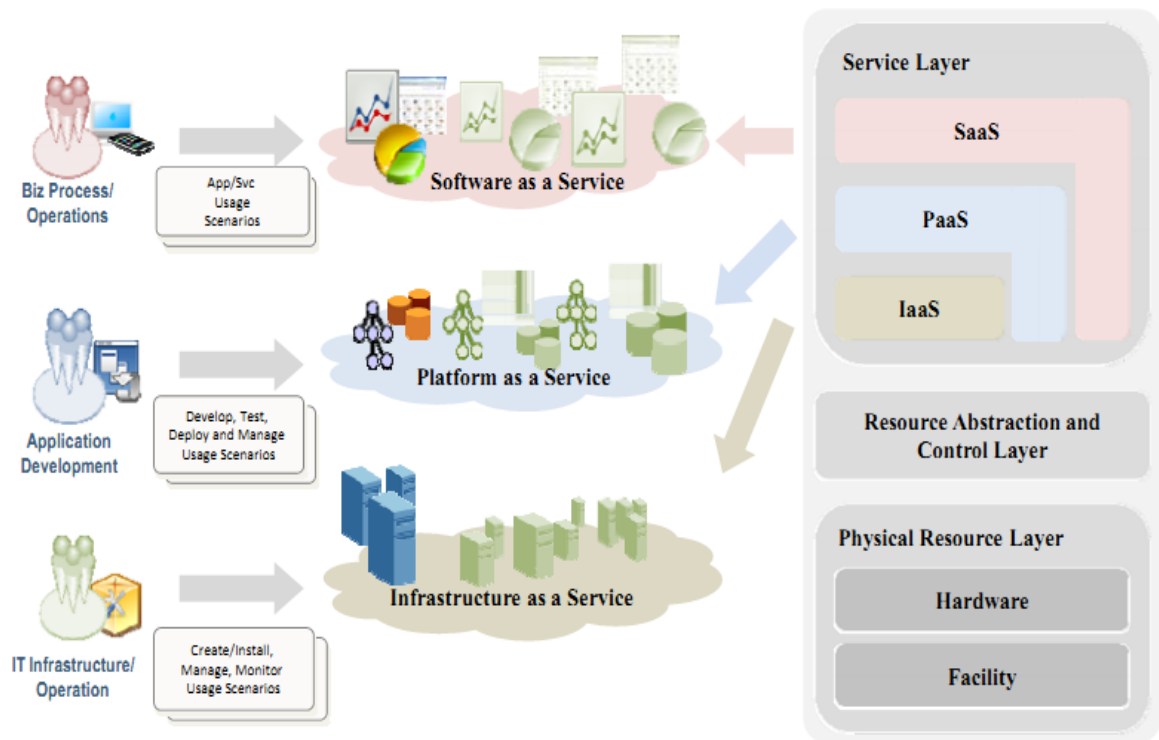 Biz Process/
Operations
App/Svc
Usage
Scenarios
Software as a Service
Application
Development
Develop, Test,
Deploy and Manage
Usage Scenarios
Platform as a Service
IT Infrastructure/
Operation
Create/Install,
Manage, Monitor
Usage Scenarios
Infrastructure as a Service
Service Layer
SaaS
PaaS
IaaS
Resource Abstraction and
Control Layer
Physical Resource Layer
Hardware
Facility